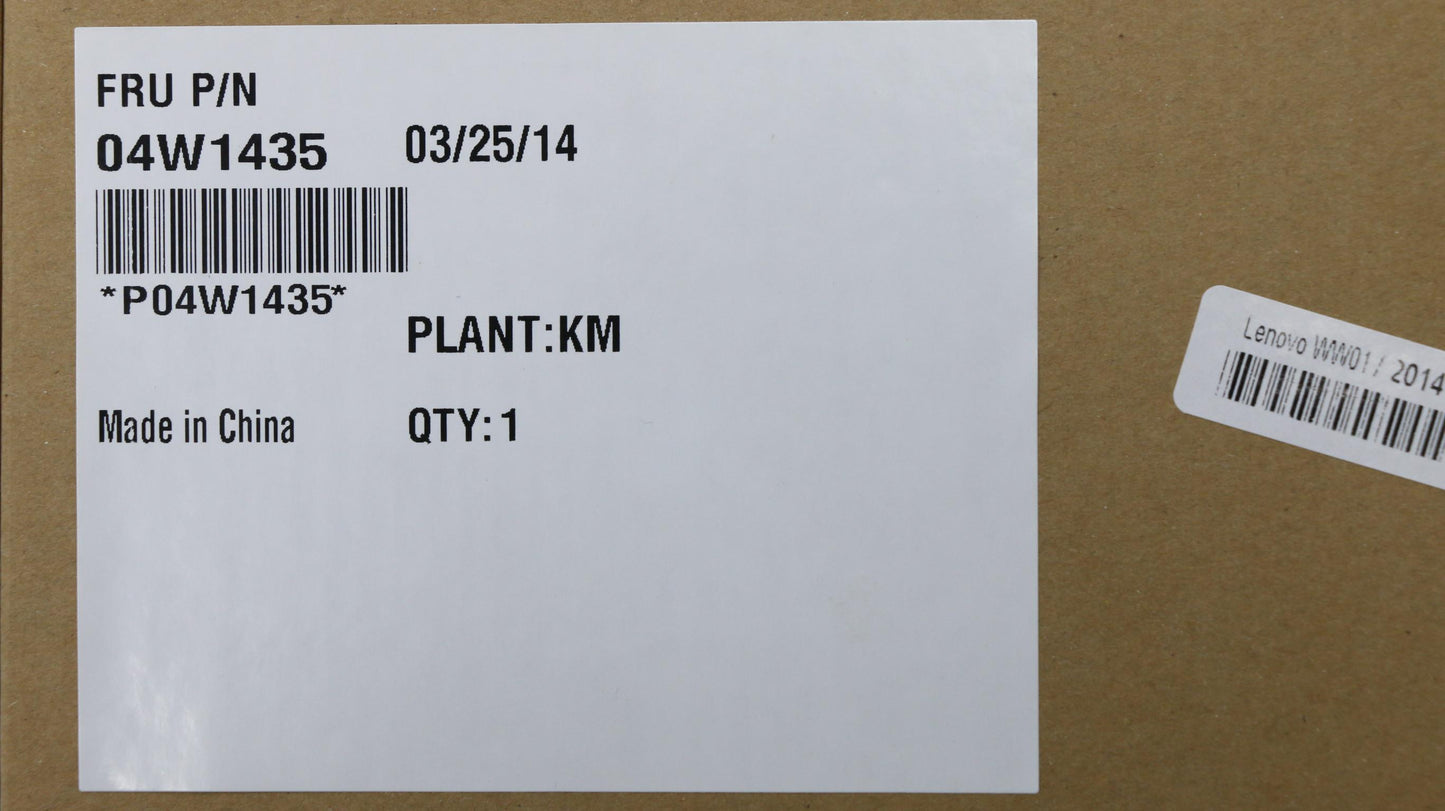 FRU P/N
04W1435
03/25/14
*P04W1435*
PLANT:KM
Made in China
QTY: 1
Lenovo WW01 / 2014